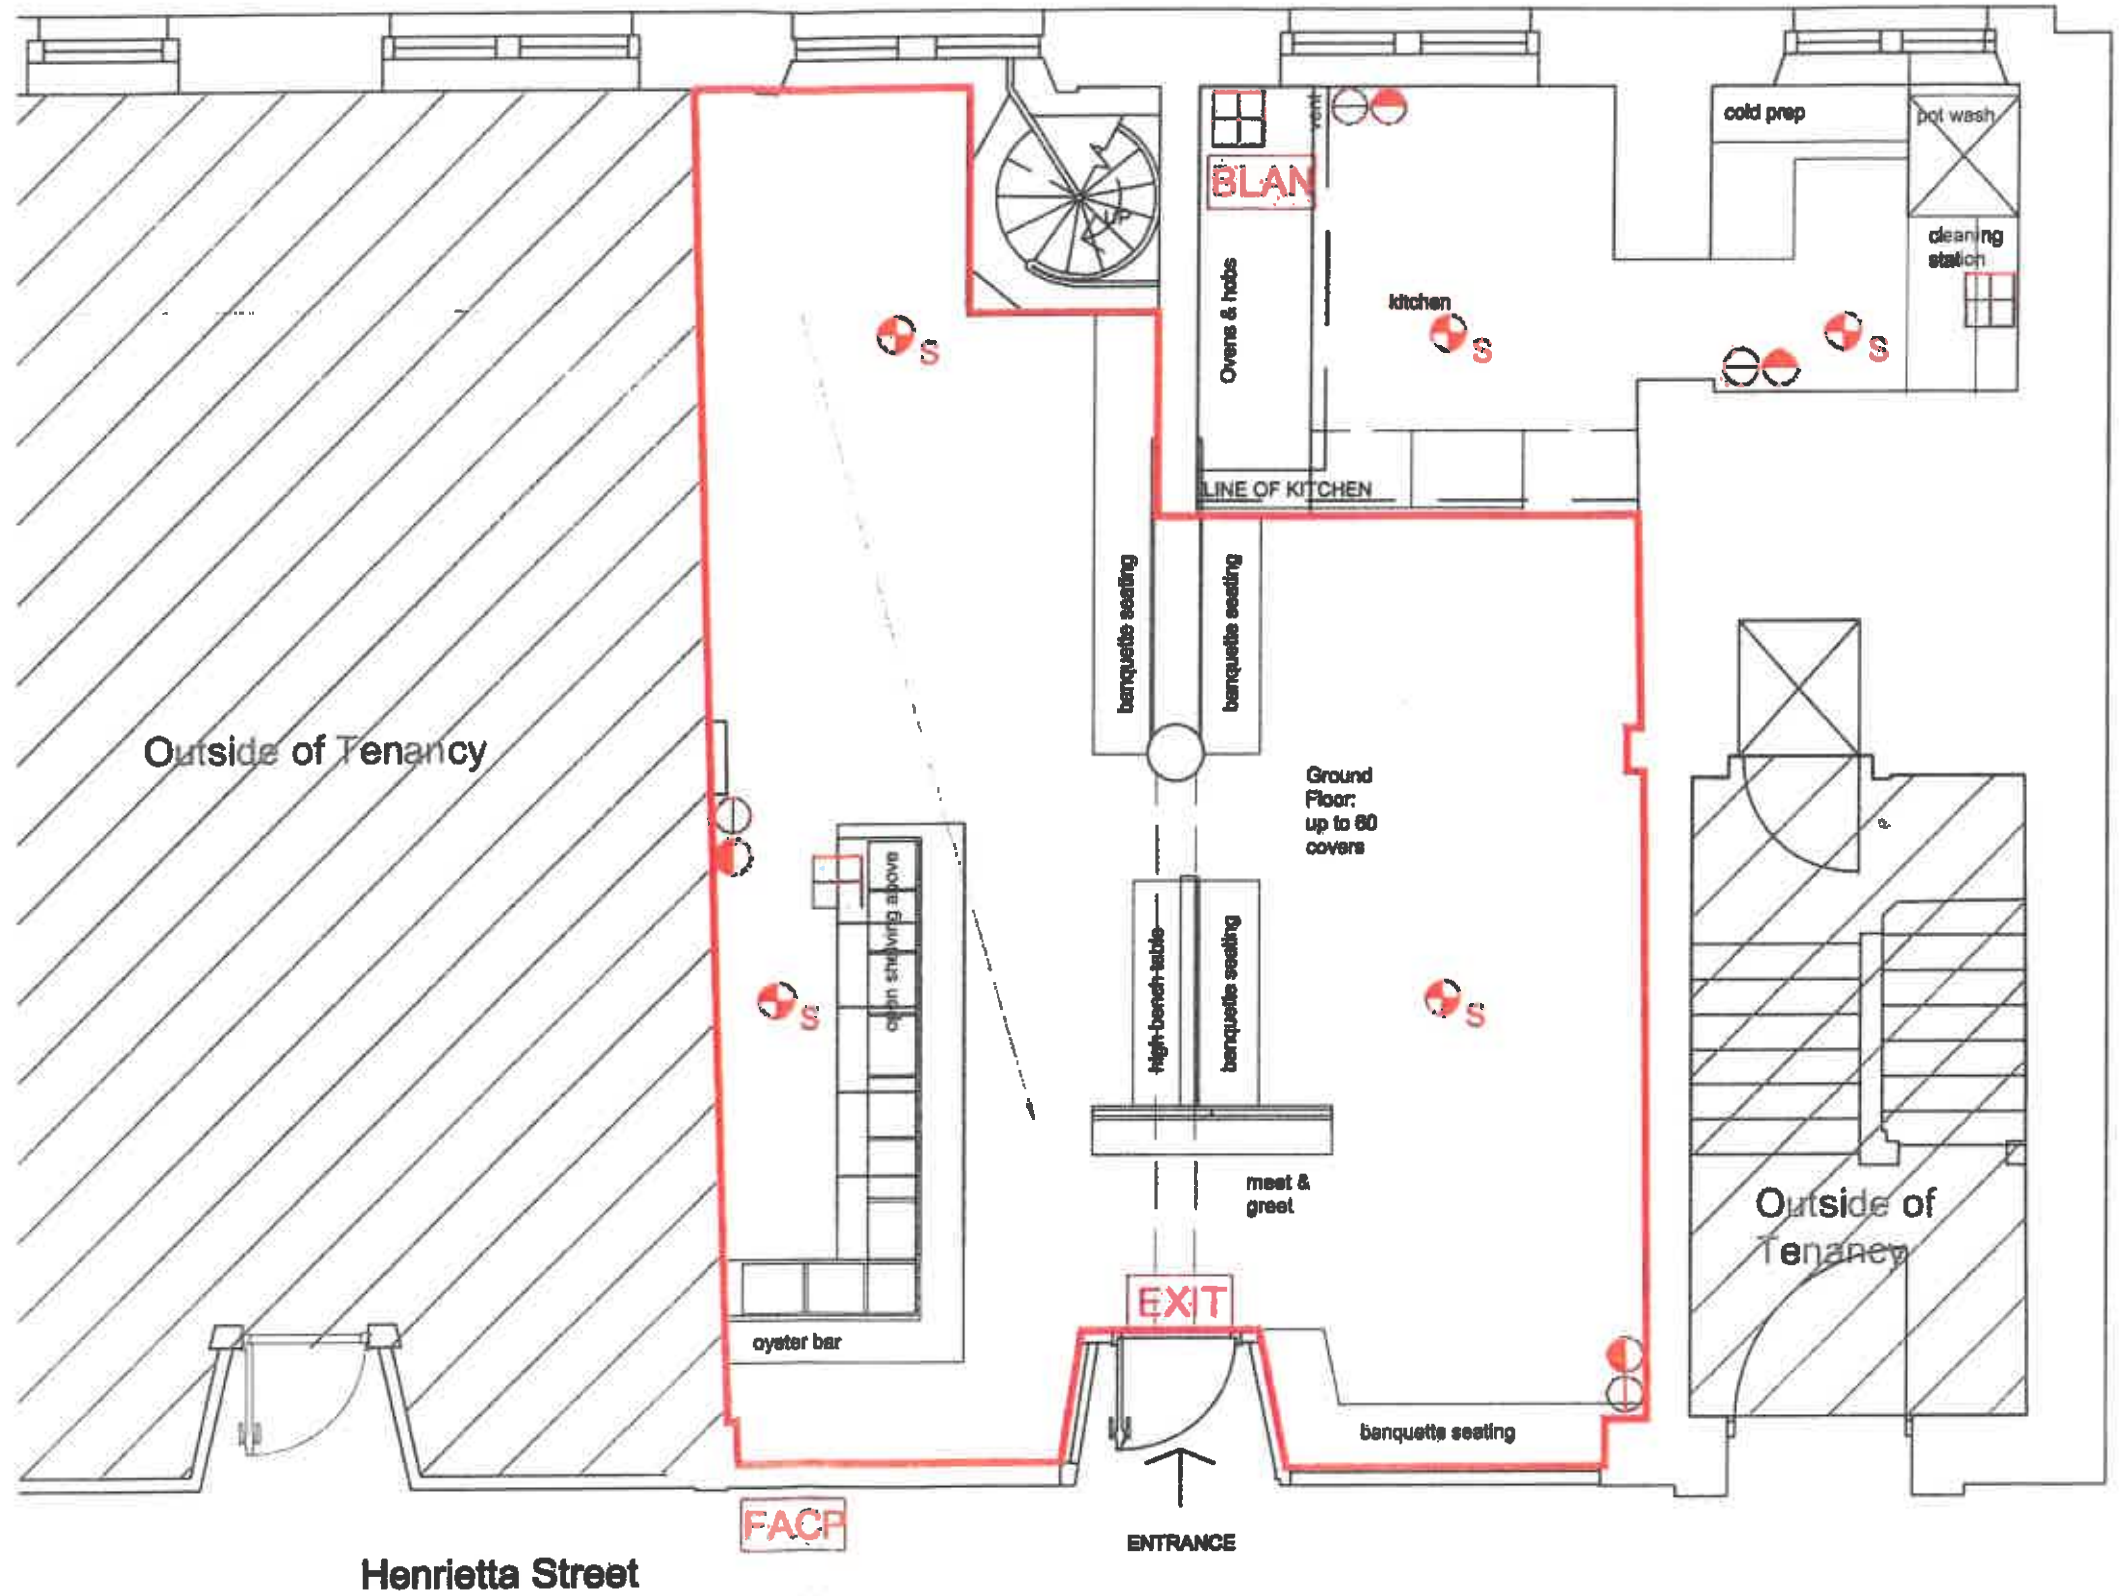 cold prep
pot wash
vent
BLAN
cleaning
station
Ovens & hobs
kitchen
S
S
S
LINE OF KITCHEN
banquette seating
banquette seating
UP
Outside of Tenancy
Ground
Floor:
up to 60
covers
open shelving above
high bench table
banquette seating
S
S
meet &
greet
Outside of
Tenancy
EXIT
oyster bar
banquette seating
FACP
ENTRANCE
Henrietta Street